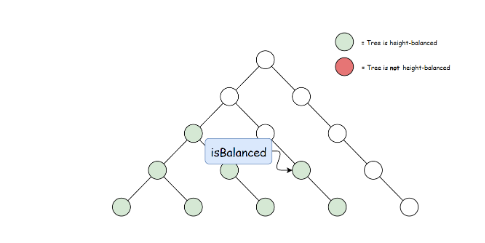 = Tree is height-balanced
= Tree is not height-balanced
isBalanced